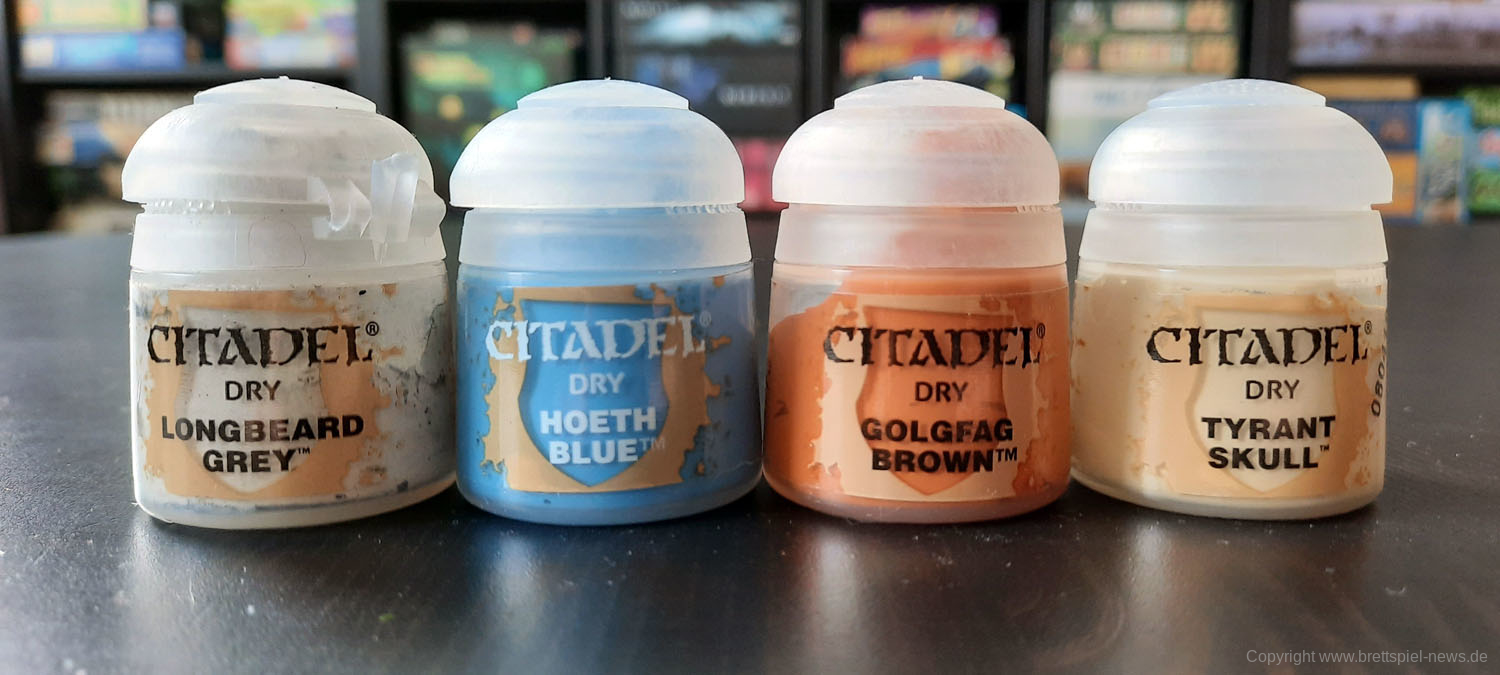 CITADEL®
DRY
LONGBEARD
GREY™
CITADEL®
DRY
HOETH
BLUE™
CITADEL®
DRY
GOLGFAG
BROWN™
CITADEL®
DRY
TYRANT
SKULL™
Copyright www.brettspiel-news.de